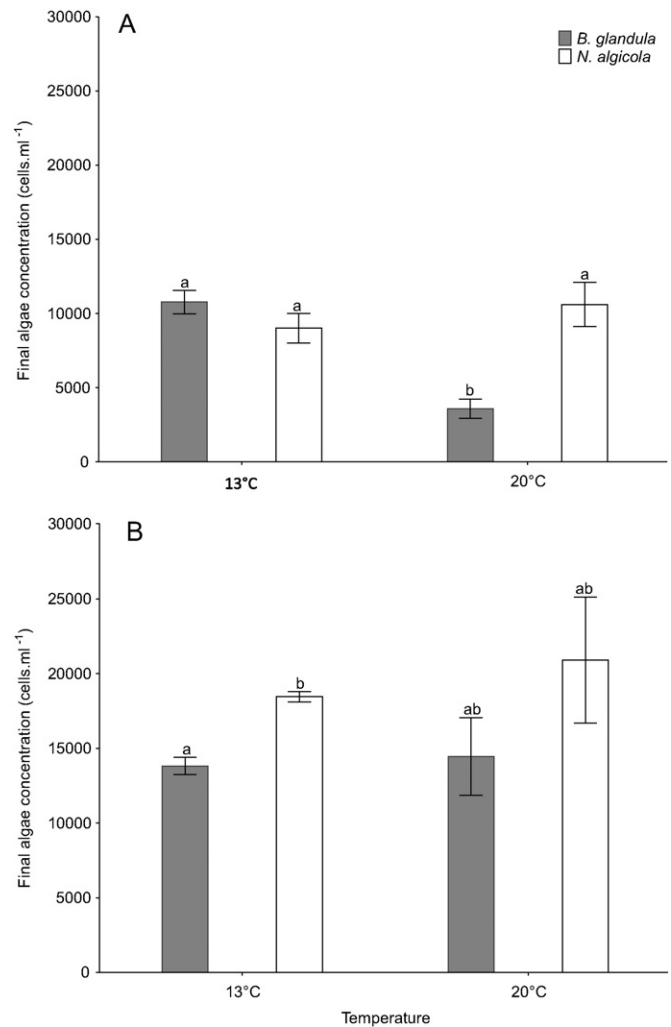 A
B. glandula
N. algicola
Final algae concentration (cells.ml⁻¹)
30000
25000
20000
15000
10000
5000
0
a
a
b
a
13°C
20°C
B
Final algae concentration (cells.ml⁻¹)
30000
25000
20000
15000
10000
5000
0
a
b
ab
ab
13°C
20°C
Temperature